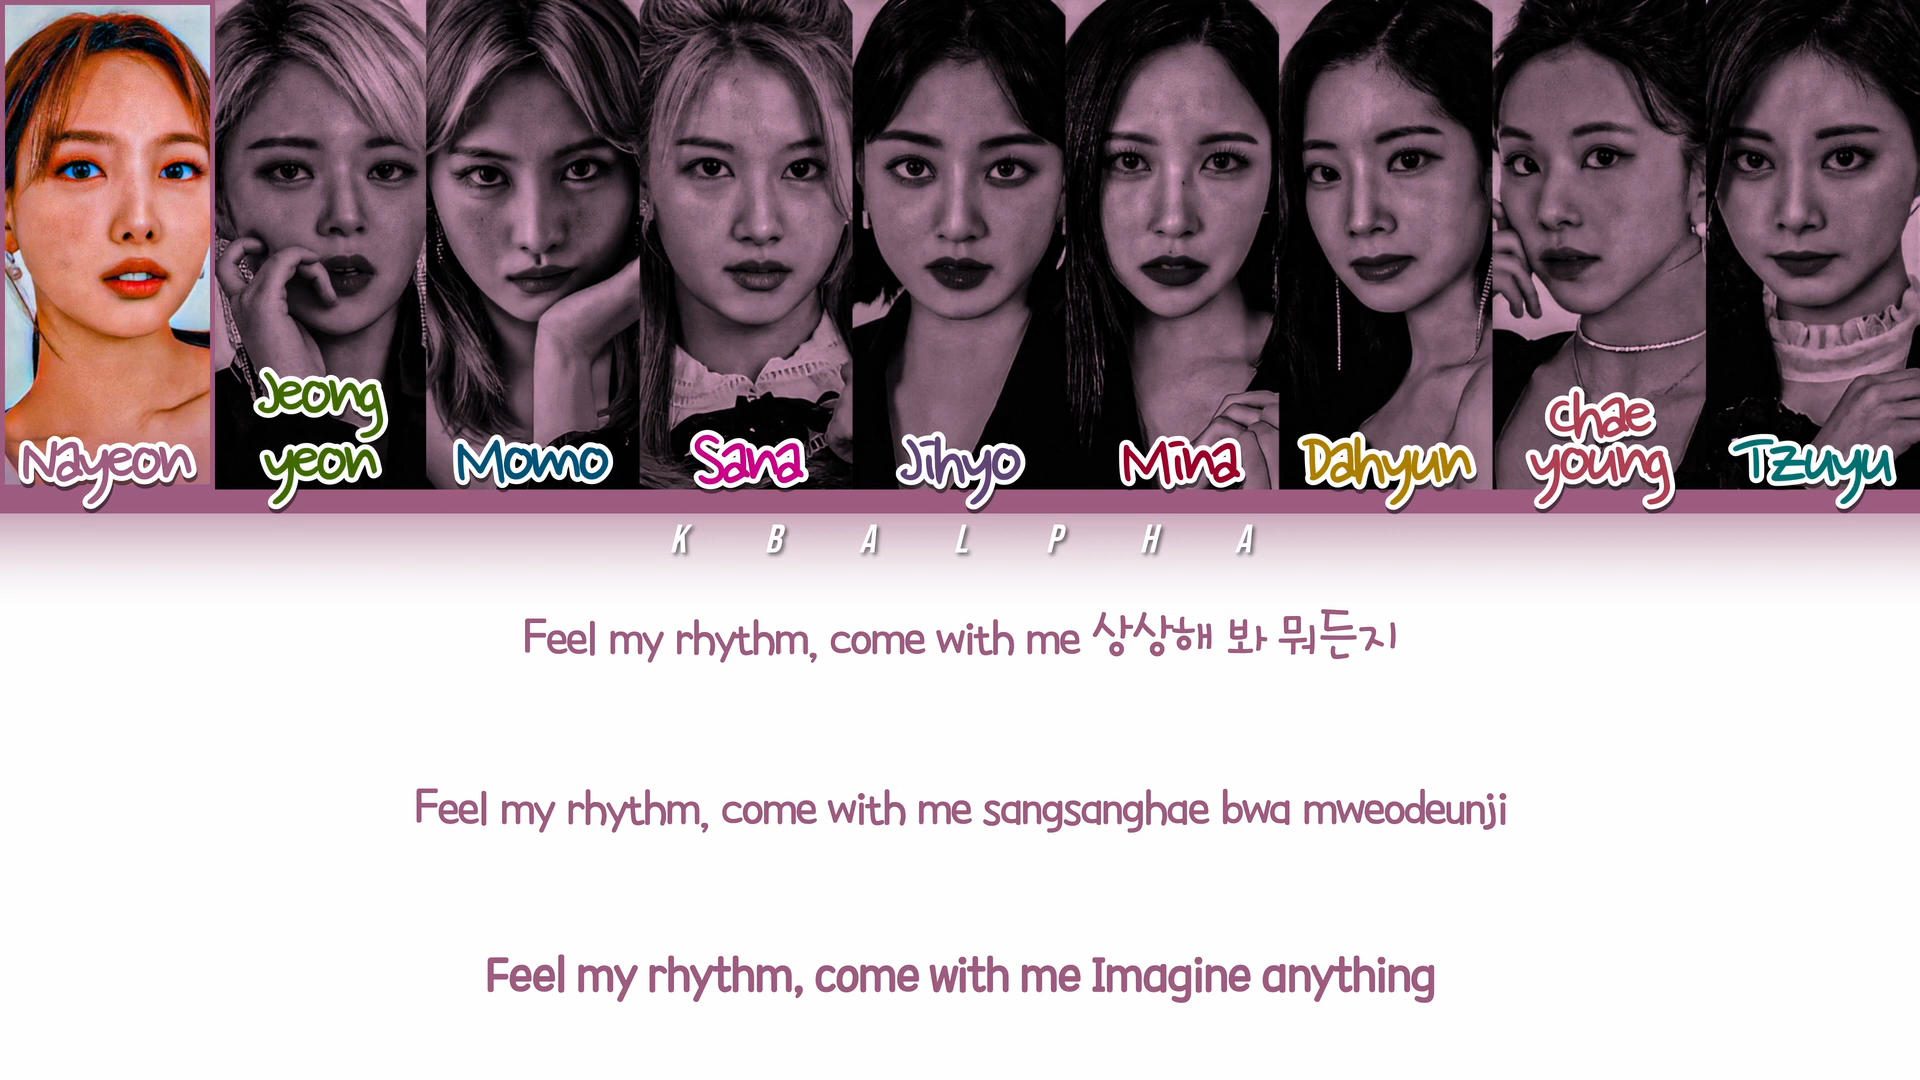 Nayeon
Jeong
yeon
Momo
Sana
Jihyo
Mina
Dahyun
chae
young
Tzuyu
K B A L P H A
Feel my rhythm, come with me 상상해 봐 뭐든지
Feel my rhythm, come with me sangsanghae bwa mweodeunji
Feel my rhythm, come with me Imagine anything